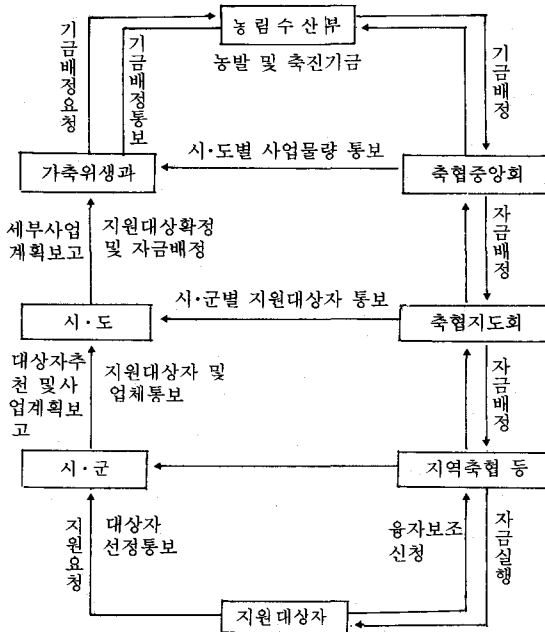 농림수산부
농발 및 축진기금
기금배정요청
기금배정통보
기금배정
가축위생과
시·도별 사업물량 통보
축협중앙회
세부사업
계획보고
지원대상확정
및 자금배정
자금배정
시·도
시·군별 지원대상자 통보
축협지도회
대상자추
천 및사
업계획보
고
지원대상자 및
업체통보
자금배정
시·군
지역축협 등
지원요청
대상자
선정통보
융자보조
신청
자금실행
지원대상자